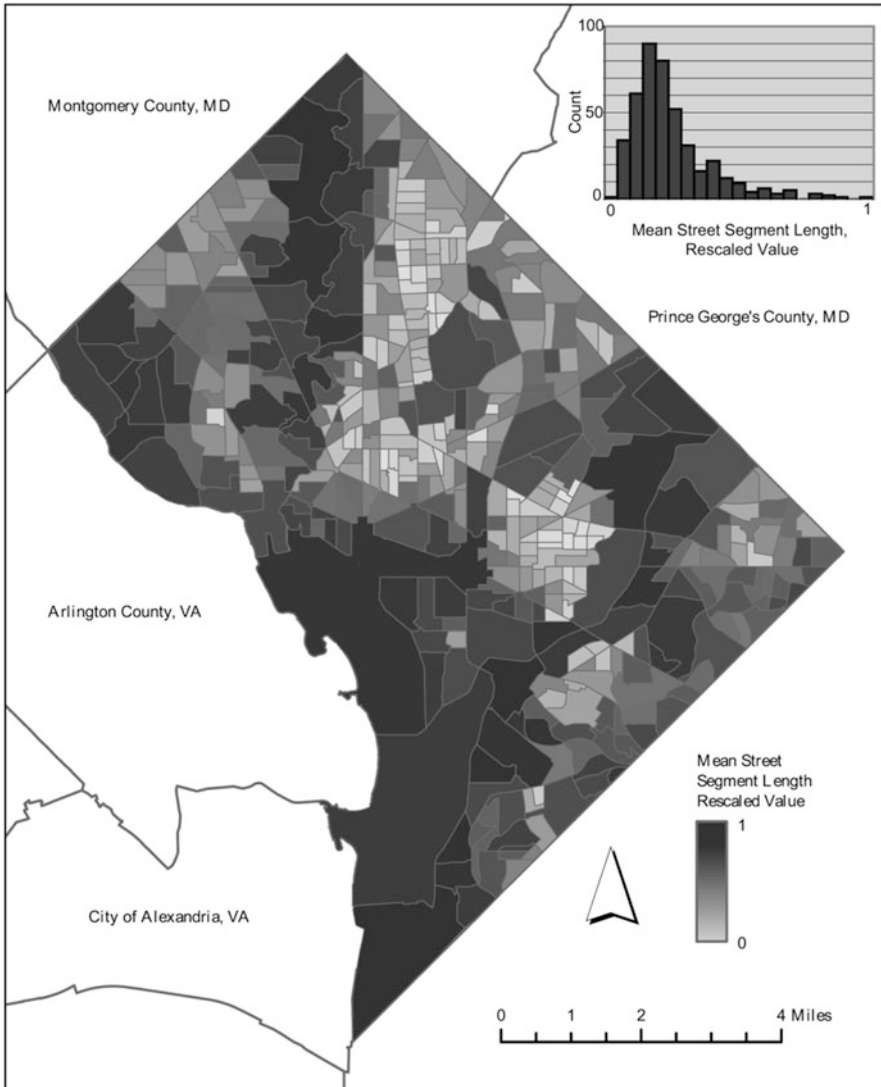 100
50
0
Count
0 1
Mean Street Segment Length,
Rescaled Value
Montgomery County, MD
Prince George's County, MD
Arlington County, VA
City of Alexandria, VA
Mean Street
Segment Length
Rescaled Value
1
0
0 1 2 4 Miles